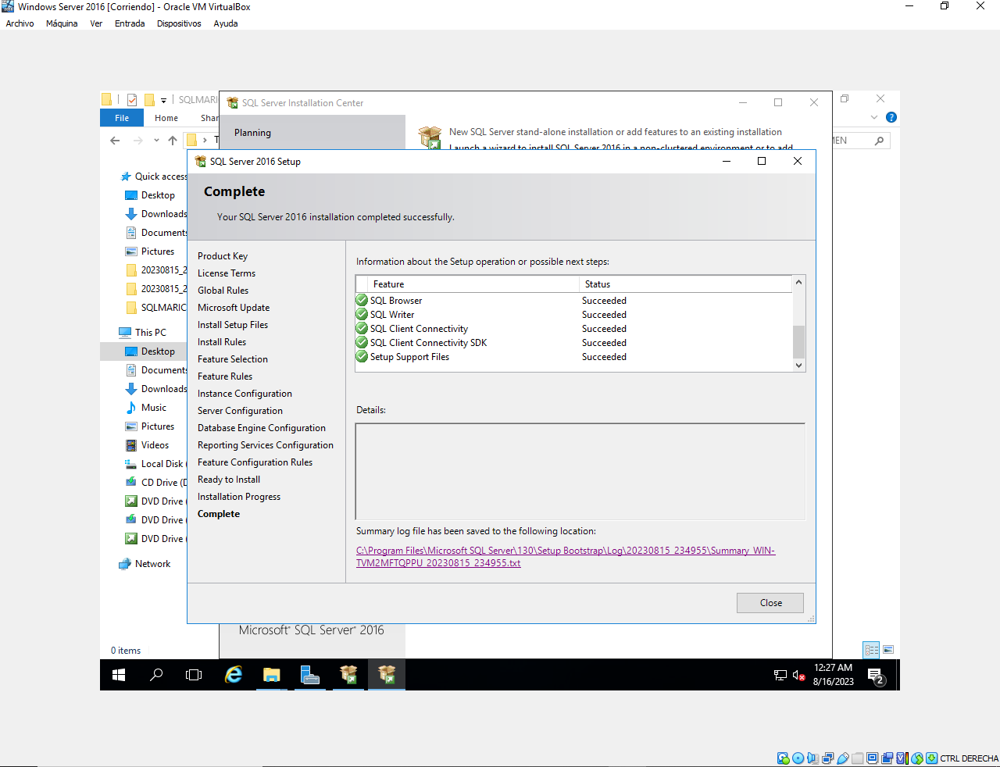 Windows Server 2016 [Corriendo] - Oracle VM VirtualBox
Archivo Máquina Ver Entrada Dispositivos Ayuda
SQLMARI
File Home Shar
SQL Server Installation Center
Planning
New SQL Server stand-alone installation or add features to an existing installation
Launch a wizard to install SQL Server 2016 in a non-clustered environment or to add
SQL Server 2016 Setup
Complete
Your SQL Server 2016 installation completed successfully.
Quick access
Desktop
Downloads
Documents
Pictures
20230815_2
20230815_2
SQLMARIC
This PC
Desktop
Documents
Downloads
Music
Pictures
Videos
Local Disk (
CD Drive (D
DVD Drive (
DVD Drive (
DVD Drive (
Network
Product Key
License Terms
Global Rules
Microsoft Update
Install Setup Files
Install Rules
Feature Selection
Feature Rules
Instance Configuration
Server Configuration
Database Engine Configuration
Reporting Services Configuration
Feature Configuration Rules
Ready to Install
Installation Progress
Complete
Information about the Setup operation or possible next steps:
Feature Status
SQL Browser Succeeded
SQL Writer Succeeded
SQL Client Connectivity Succeeded
SQL Client Connectivity SDK Succeeded
Setup Support Files Succeeded
Details:
Summary log file has been saved to the following location:
C:\Program Files\Microsoft SQL Server\130\Setup Bootstrap\Log\20230815_234955\Summary_WIN-
TVM2MFTQPPU_20230815_234955.txt
Close
Microsoft® SQL Server® 2016
0 items
12:27 AM
8/16/2023
2
CTRL DERECHA